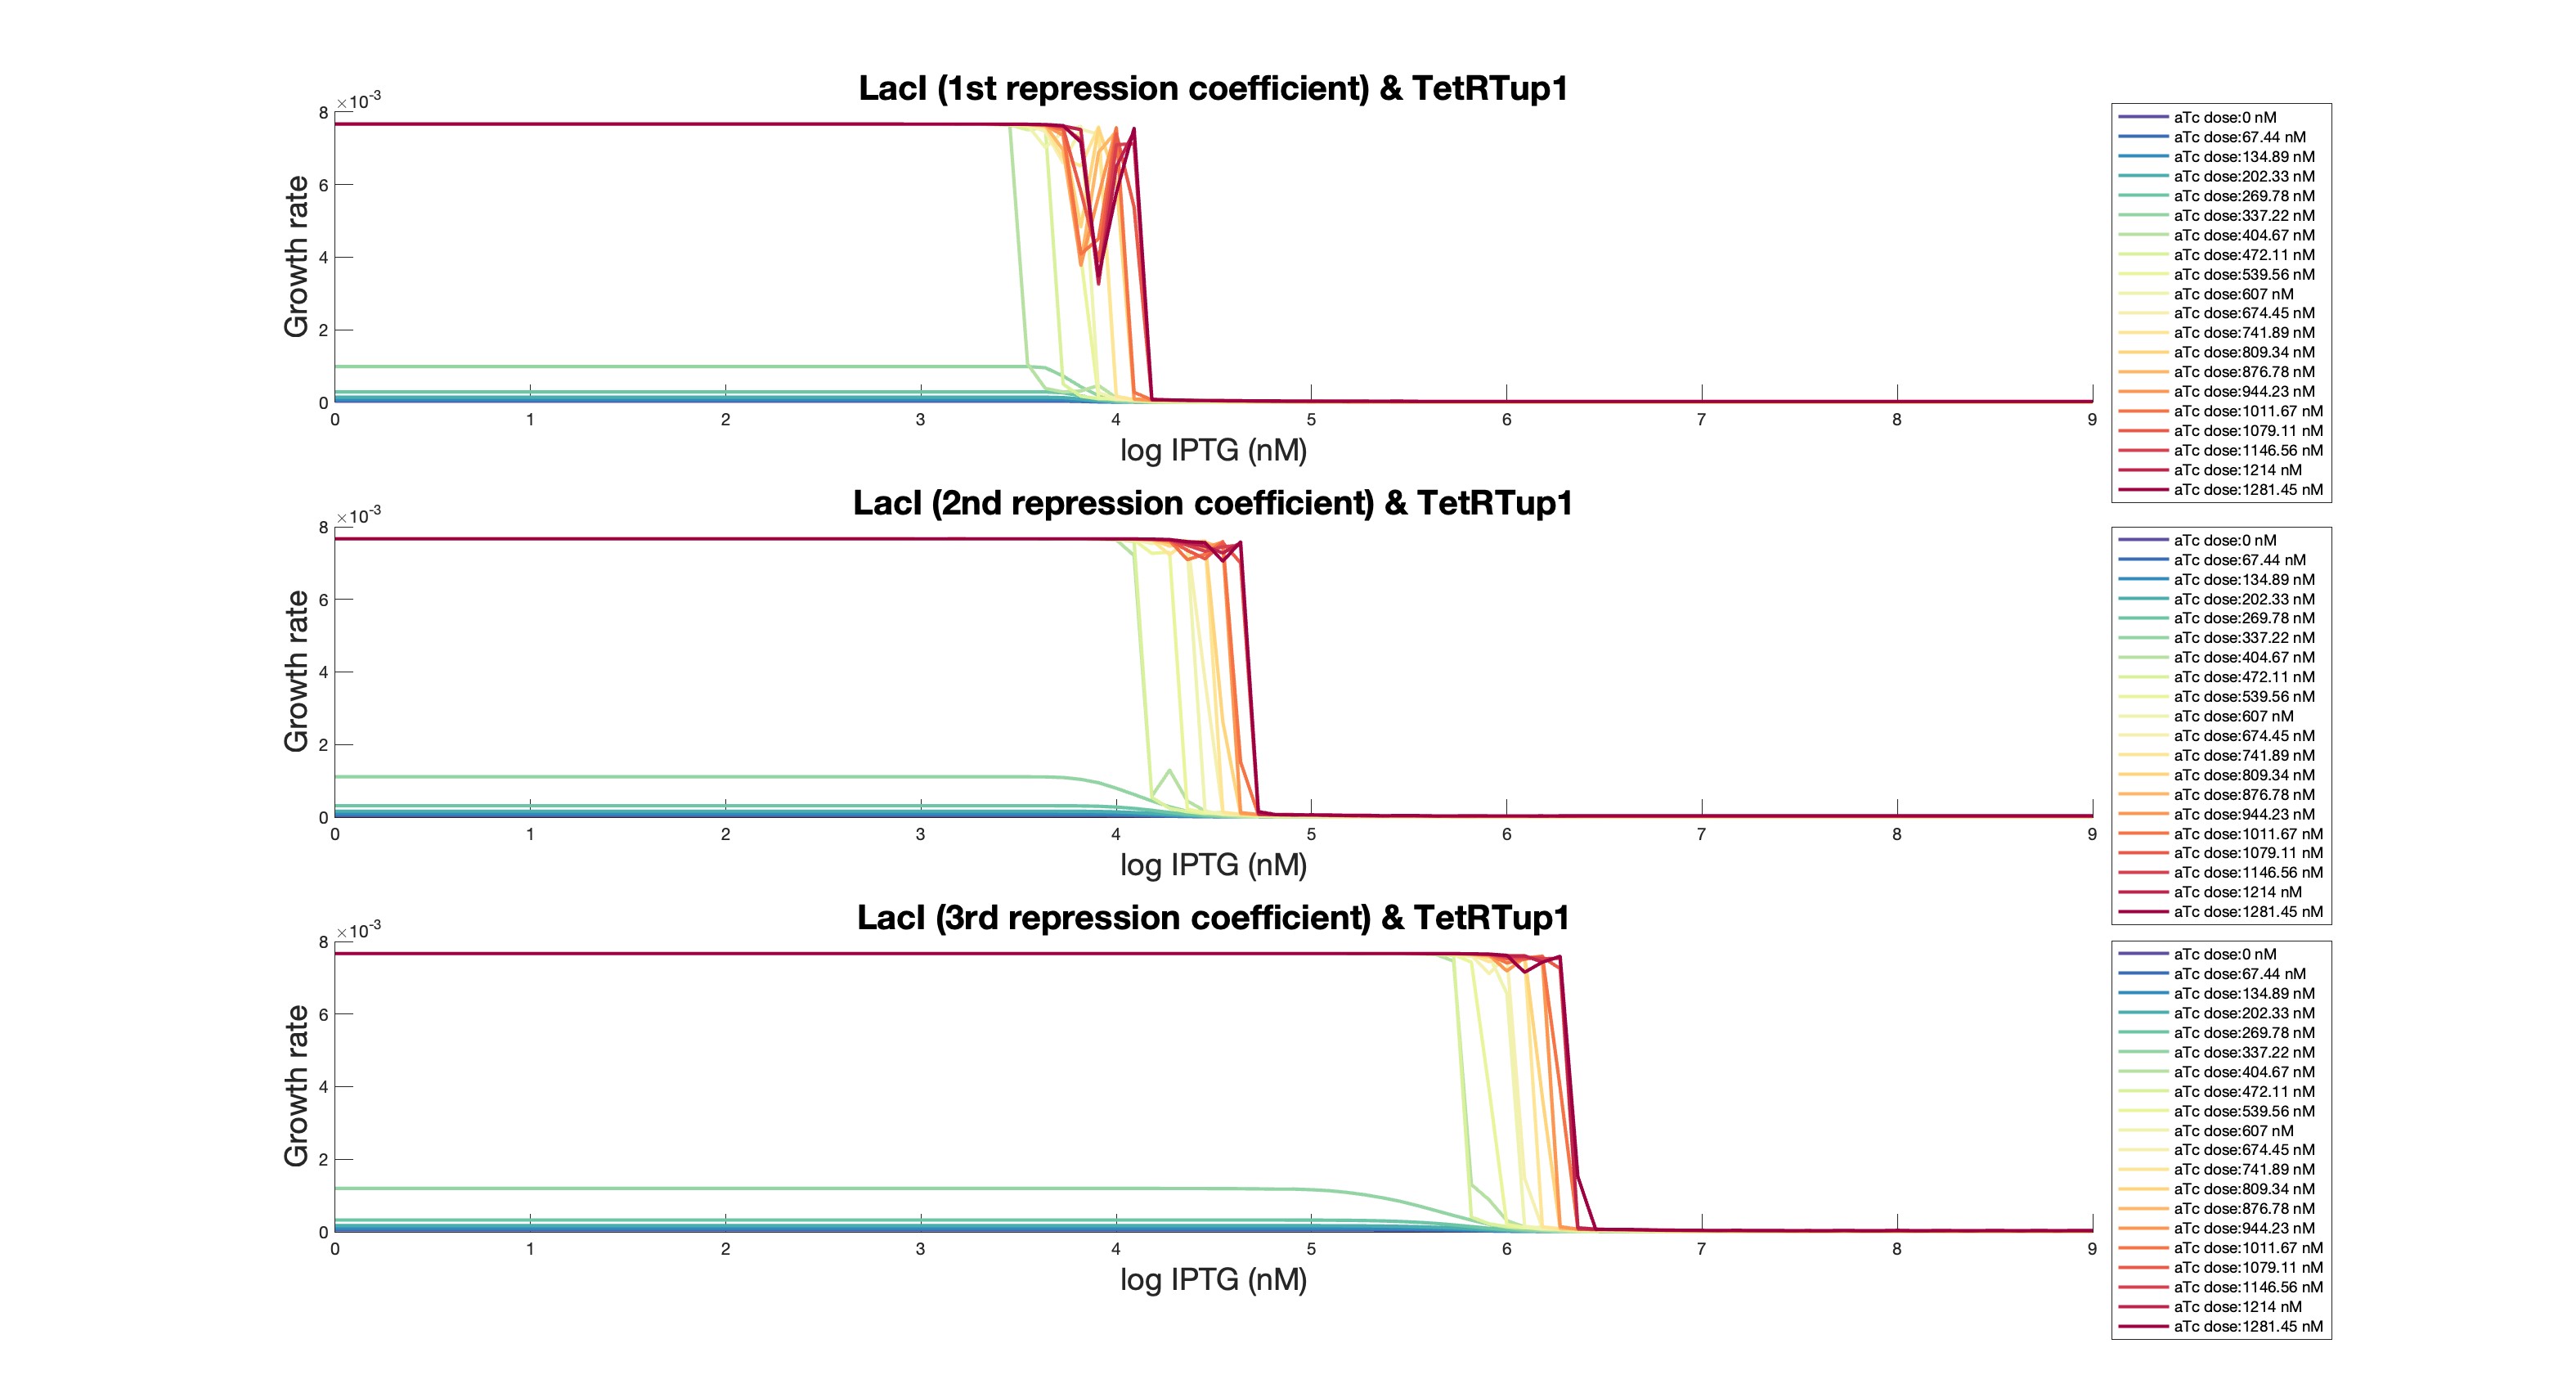 LacI (1st repression coefficient) & TetRTup1
×10-3
8
6
4
2
0
Growth rate
0 1 2 3 4 5 6 7 8 9
log IPTG (nM)
aTc dose:0 nM
aTc dose:67.44 nM
aTc dose:134.89 nM
aTc dose:202.33 nM
aTc dose:269.78 nM
aTc dose:337.22 nM
aTc dose:404.67 nM
aTc dose:472.11 nM
aTc dose:539.56 nM
aTc dose:607 nM
aTc dose:674.45 nM
aTc dose:741.89 nM
aTc dose:809.34 nM
aTc dose:876.78 nM
aTc dose:944.23 nM
aTc dose:1011.67 nM
aTc dose:1079.11 nM
aTc dose:1146.56 nM
aTc dose:1214 nM
aTc dose:1281.45 nM
LacI (2nd repression coefficient) & TetRTup1
×10-3
8
6
4
2
0
Growth rate
0 1 2 3 4 5 6 7 8 9
log IPTG (nM)
aTc dose:0 nM
aTc dose:67.44 nM
aTc dose:134.89 nM
aTc dose:202.33 nM
aTc dose:269.78 nM
aTc dose:337.22 nM
aTc dose:404.67 nM
aTc dose:472.11 nM
aTc dose:539.56 nM
aTc dose:607 nM
aTc dose:674.45 nM
aTc dose:741.89 nM
aTc dose:809.34 nM
aTc dose:876.78 nM
aTc dose:944.23 nM
aTc dose:1011.67 nM
aTc dose:1079.11 nM
aTc dose:1146.56 nM
aTc dose:1214 nM
aTc dose:1281.45 nM
LacI (3rd repression coefficient) & TetRTup1
×10-3
8
6
4
2
0
Growth rate
0 1 2 3 4 5 6 7 8 9
log IPTG (nM)
aTc dose:0 nM
aTc dose:67.44 nM
aTc dose:134.89 nM
aTc dose:202.33 nM
aTc dose:269.78 nM
aTc dose:337.22 nM
aTc dose:404.67 nM
aTc dose:472.11 nM
aTc dose:539.56 nM
aTc dose:607 nM
aTc dose:674.45 nM
aTc dose:741.89 nM
aTc dose:809.34 nM
aTc dose:876.78 nM
aTc dose:944.23 nM
aTc dose:1011.67 nM
aTc dose:1079.11 nM
aTc dose:1146.56 nM
aTc dose:1214 nM
aTc dose:1281.45 nM